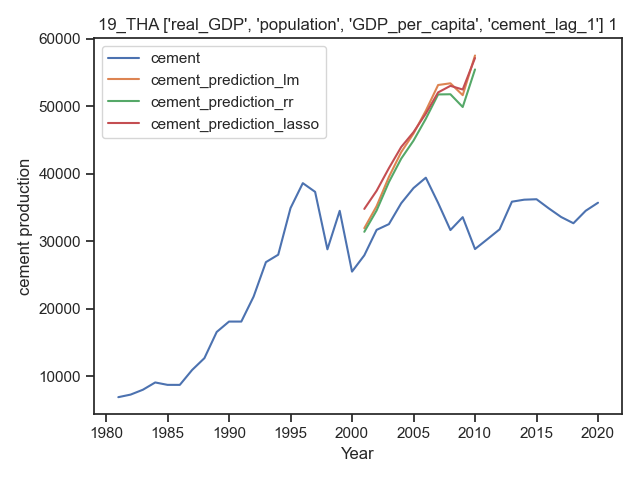 19_THA ['real_GDP', 'population', 'GDP_per_capita', 'cement_lag_1'] 1
cement
cement_prediction_lm
cement_prediction_rr
cement_prediction_lasso
cement production
60000
50000
40000
30000
20000
10000
1980 1985 1990 1995 2000 2005 2010 2015 2020
Year